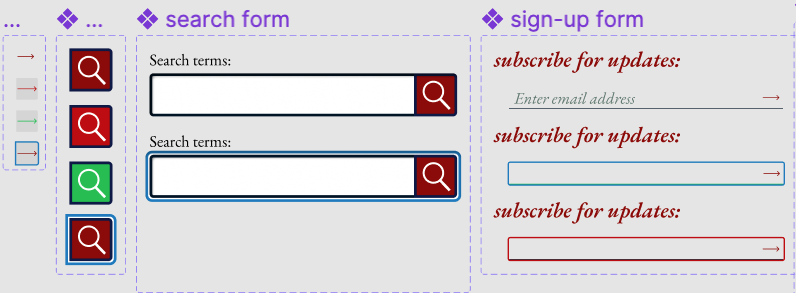 ...
...
search form
sign-up form
Search terms:
Search terms:
subscribe for updates:
Enter email address
subscribe for updates:
subscribe for updates: